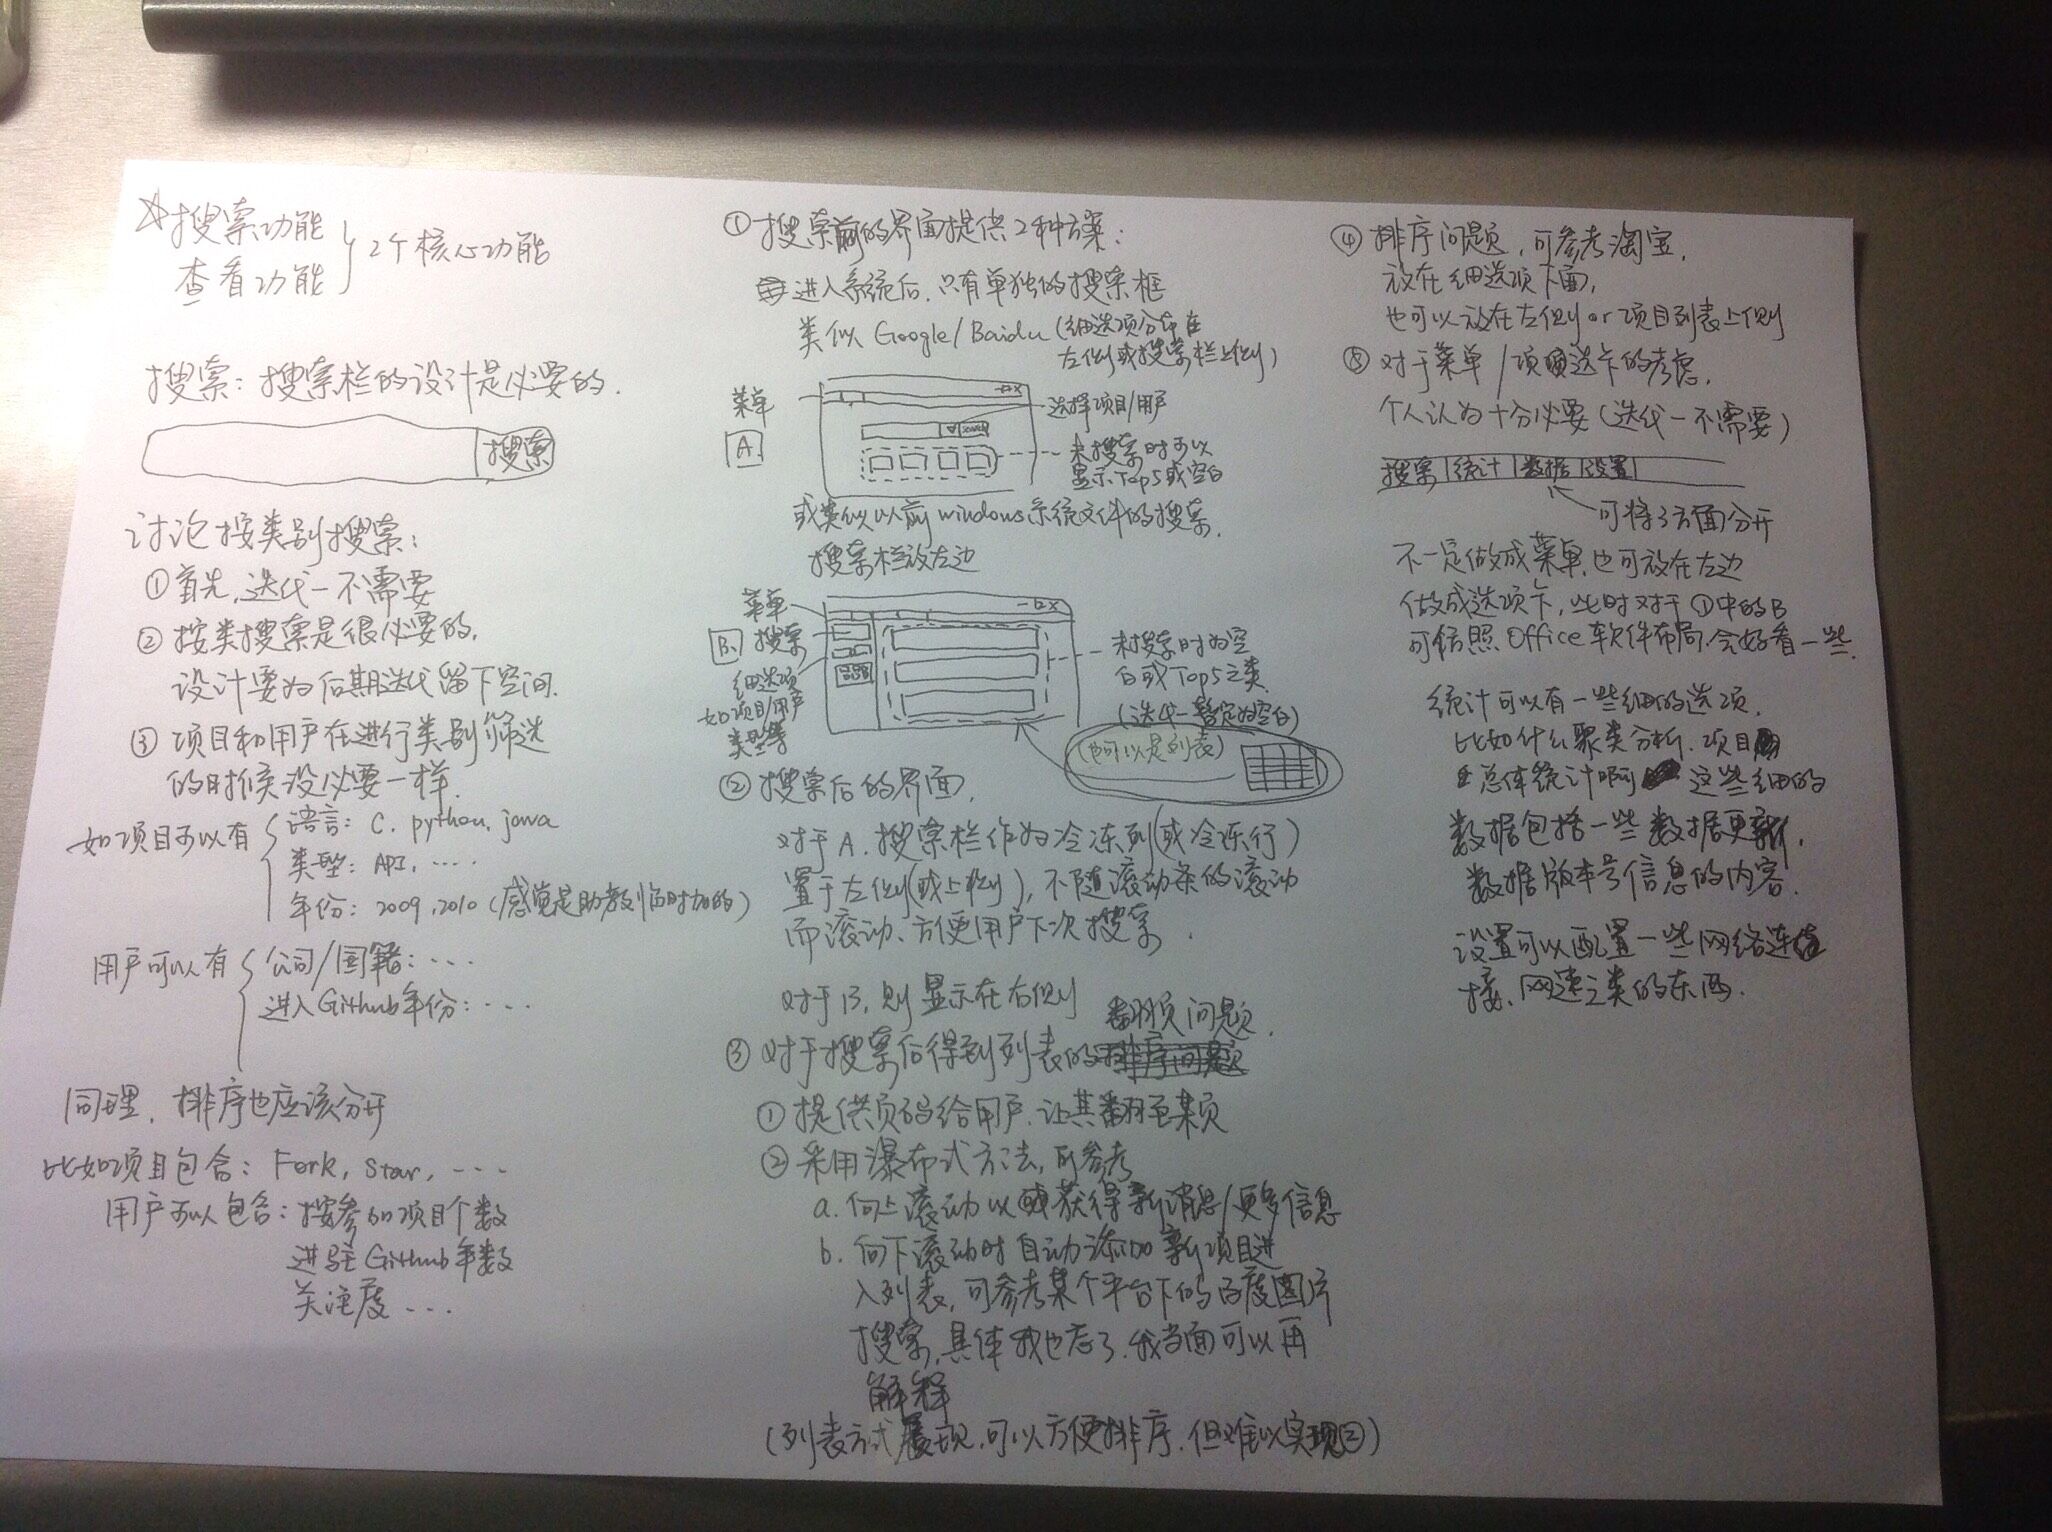 ☆搜索功能
查看功能
2个核心功能
搜索：搜索栏的设计是必要的.
搜索
讨论按类别搜索：
①首先,迭代一不需要
②按类搜索是很必要的,
设计要为后期迭代留下空间.
③项目和用户在进行类别筛选
的时候没必要一样.
如项目可以有
语言：C, python, java
类型：API, ....
年份：2009,2010(感觉是助教临时加的)
用户可以有
公司/国籍：...
进入Github年份：...
同理,排序也应该分开
比如项目包含：Fork, Star, ...
用户可以包含：按参加项目个数
进驻Github年数
关注度...
①搜索前的界面提供2种方案：
进入系统后,只有单独的搜索框
类似Google/Baidu(细选项分布在
左侧或搜索栏上侧)
菜单
A.
选择项目/用户
search
未搜索时可以
显示Top5或空白
或类似以前windows系统文件的搜索,
搜索栏放左边
菜单
B.
搜索
细选项
如项目/用户
类型等
未搜索时为空
白或Top5之类
(迭代一暂定为空白)
(也可以是列表)
②搜索后的界面,
对于A,搜索栏作为冷冻列(或冷冻行)
置于左侧(或上侧),不随滚动条的滚动
而滚动、方便用户下次搜索.
对于B,则显示在右侧
翻页问题.
③对于搜索后得到列表的
①提供页码给用户,让其翻至某页
②采用瀑布式方法,可参考
a.向上滚动以获得新消息/更多信息
b.向下滚动时自动添加新项目进
入列表,可参考某个平台下的百度图片
搜索,具体我也忘了.我当面可以再
解释
(列表方式展现,可以方便排序.但难以实现②)
④排序问题,可参考淘宝,
放在细选项下面,
也可以放在左侧or项目列表上侧
⑤对于菜单/选项卡的考虑,
个人认为十分必要(迭代一不需要)
搜索|统计|数据|设置|
可将3方面分开
不一定做成菜单,也可放在左边
做成选项卡,此时对于①中的B
可仿照Office软件布局,会好看一些.
统计可以有一些细的选项,
比如什么聚类分析,项目
总体统计啊 这些细的
数据包括一些数据更新,
数据版本号信息的内容.
设置可以配置一些网络连
接、网速之类的东西.